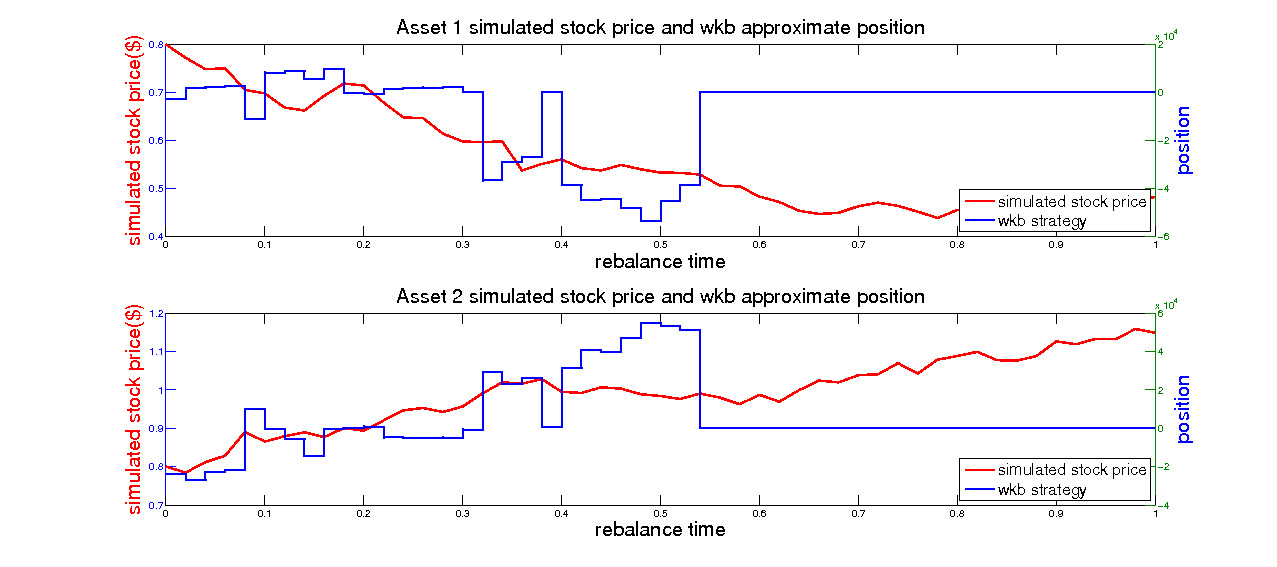 Asset 1 simulated stock price and wkb approximate position
x 10^4
simulated stock price($)
0.8
0.7
0.6
0.5
0.4
2
0
−2
−4
−6
position
simulated stock price
wkb strategy
0 0.1 0.2 0.3 0.4 0.5 0.6 0.7 0.8 0.9 1
rebalance time
Asset 2 simulated stock price and wkb approximate position
x 10^4
simulated stock price($)
1.2
1.1
1
0.9
0.8
0.7
6
4
2
0
−2
−4
position
simulated stock price
wkb strategy
0 0.1 0.2 0.3 0.4 0.5 0.6 0.7 0.8 0.9 1
rebalance time